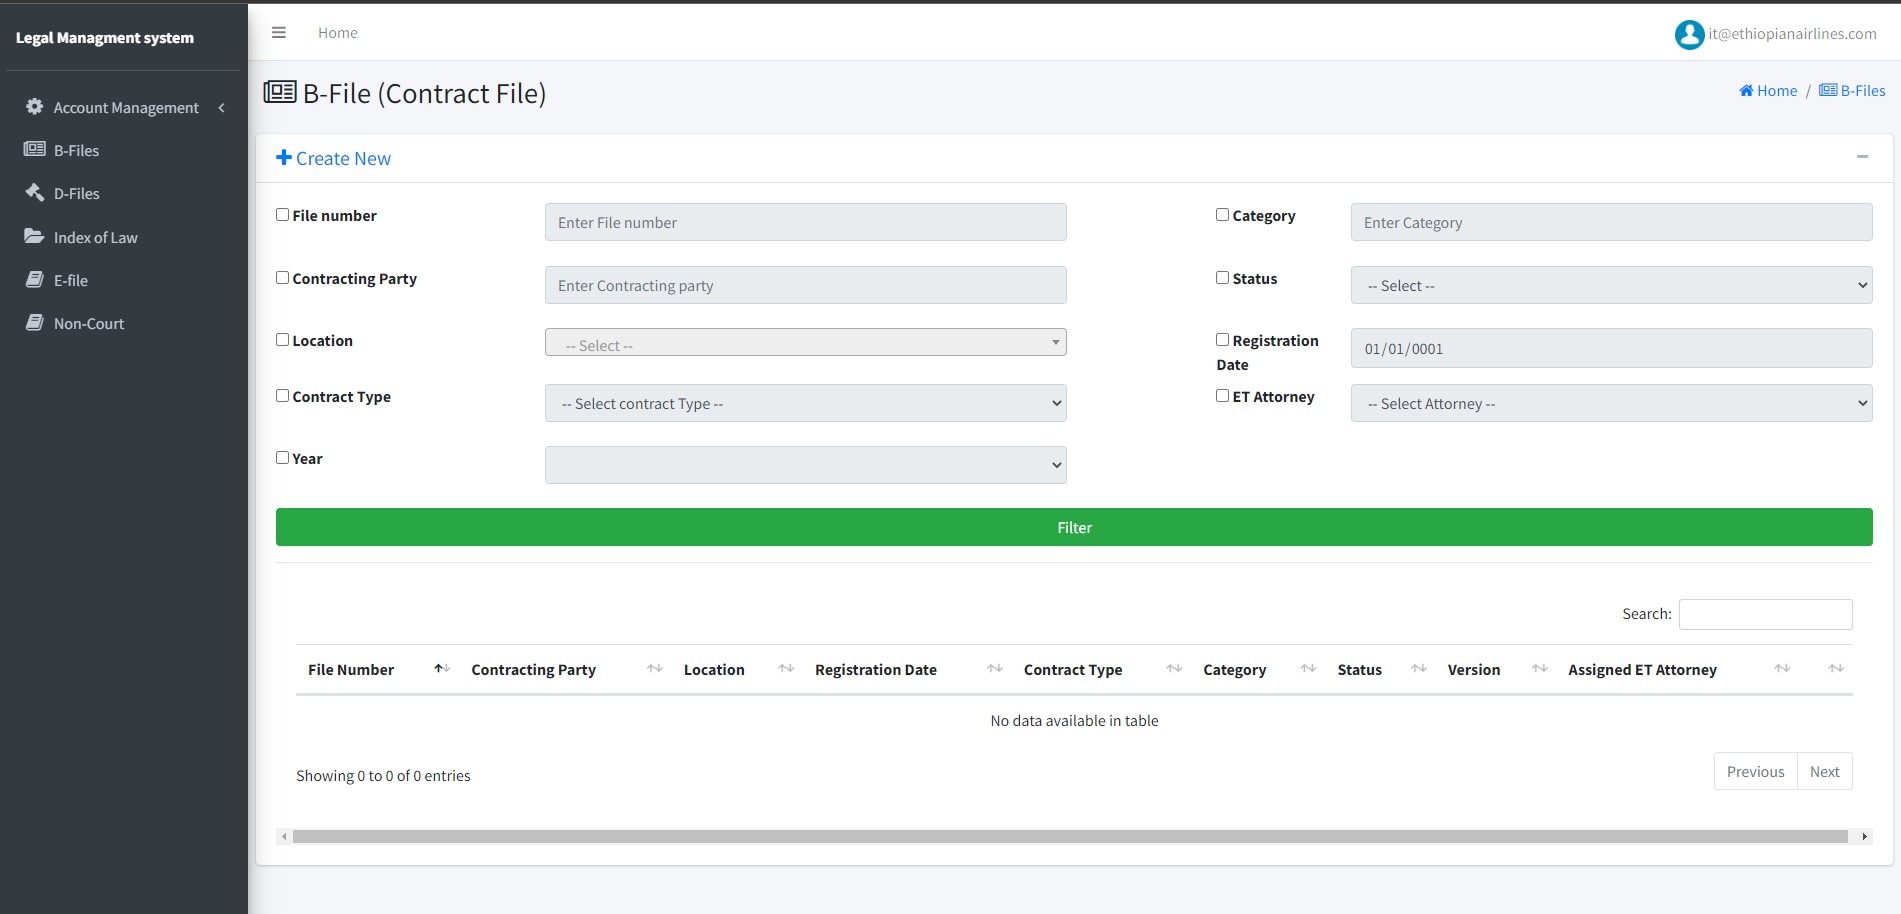 Legal Managment system
Account Management
B-Files
D-Files
Index of Law
E-file
Non-Court
Home
it@ethiopianairlines.com
B-File (Contract File)
Home / B-Files
Create New
File number
Enter File number
Category
Enter Category
Contracting Party
Enter Contracting party
Status
-- Select --
Location
-- Select --
Registration Date
01/01/0001
Contract Type
-- Select contract Type --
ET Attorney
-- Select Attorney --
Year
Filter
Search:
File Number Contracting Party Location Registration Date Contract Type Category Status Version Assigned ET Attorney
No data available in table
Showing 0 to 0 of 0 entries
Previous Next